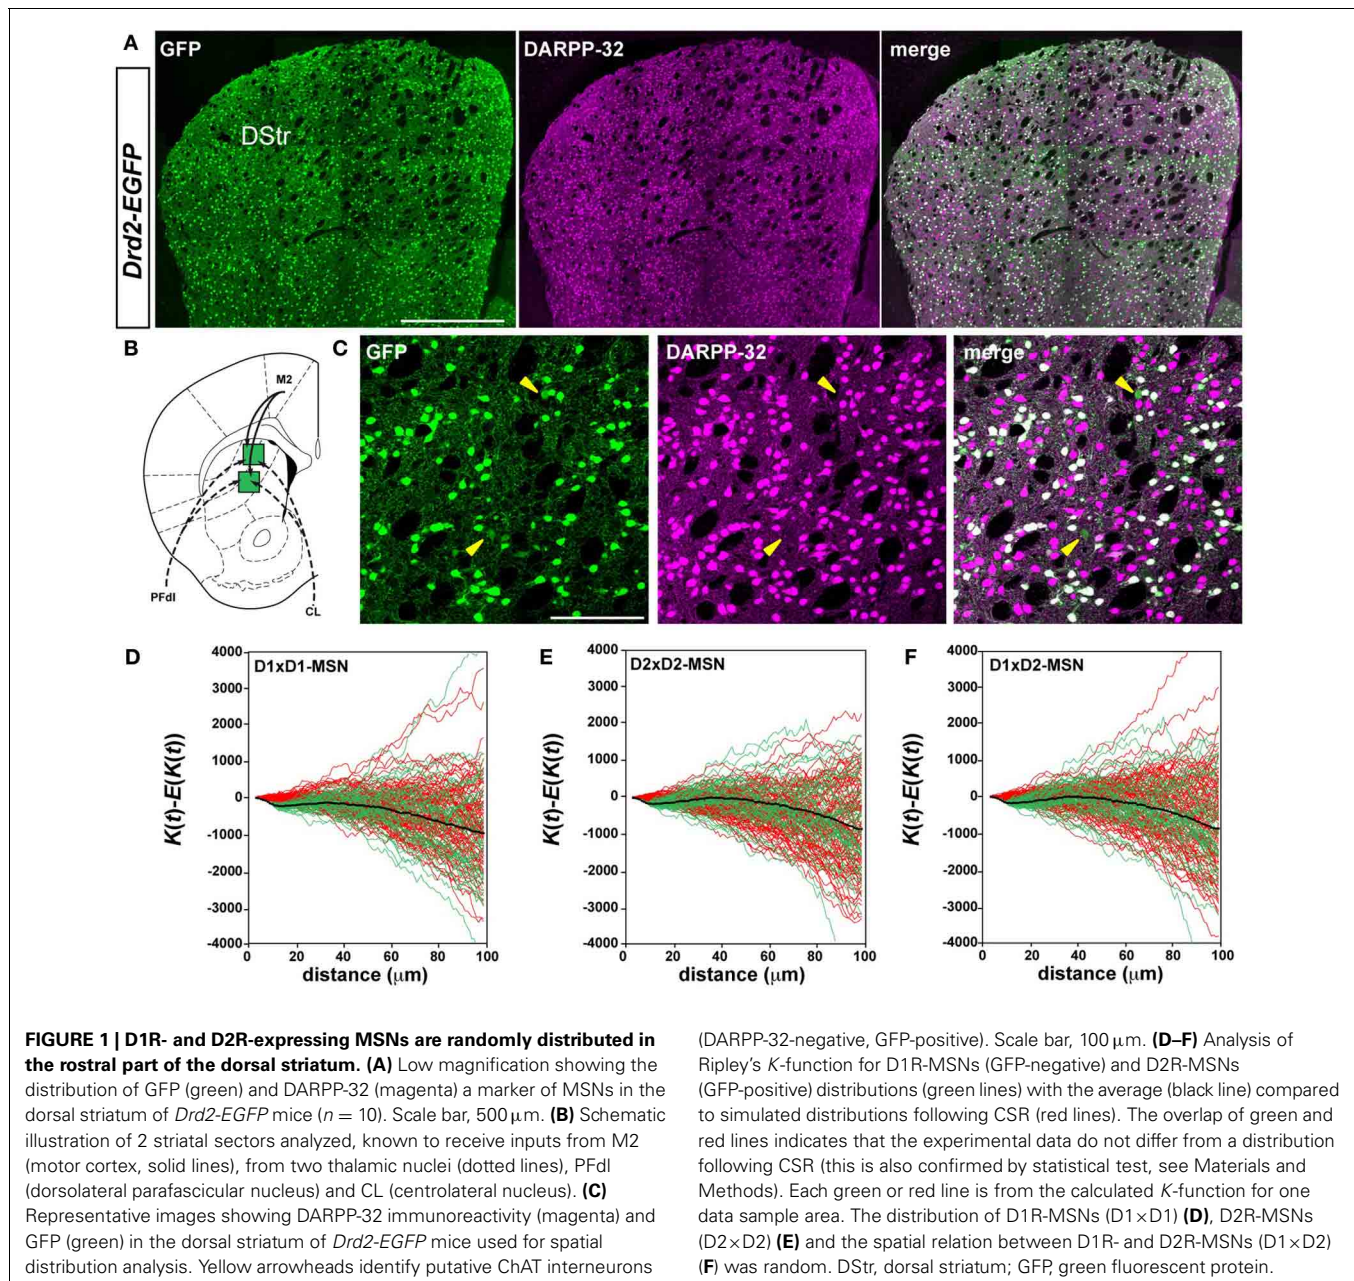 A
GFP
DARPP-32
merge
Drd2-EGFP
DStr
B
M2
PFdl
CL
C
GFP
DARPP-32
merge
D
D1xD1-MSN
K(t)-E(K(t))
4000
3000
2000
1000
0
-1000
-2000
-3000
-4000
0 20 40 60 80 100
distance (μm)
E
D2xD2-MSN
K(t)-E(K(t))
4000
3000
2000
1000
0
-1000
-2000
-3000
-4000
0 20 40 60 80 100
distance (μm)
F
D1xD2-MSN
K(t)-E(K(t))
4000
3000
2000
1000
0
-1000
-2000
-3000
-4000
0 20 40 60 80 100
distance (μm)
FIGURE 1 | D1R- and D2R-expressing MSNs are randomly distributed in
the rostral part of the dorsal striatum. (A) Low magnification showing the
distribution of GFP (green) and DARPP-32 (magenta) a marker of MSNs in the
dorsal striatum of Drd2-EGFP mice (n = 10). Scale bar, 500 μm. (B) Schematic
illustration of 2 striatal sectors analyzed, known to receive inputs from M2
(motor cortex, solid lines), from two thalamic nuclei (dotted lines), PFdl
(dorsolateral parafascicular nucleus) and CL (centrolateral nucleus). (C)
Representative images showing DARPP-32 immunoreactivity (magenta) and
GFP (green) in the dorsal striatum of Drd2-EGFP mice used for spatial
distribution analysis. Yellow arrowheads identify putative ChAT interneurons
(DARPP-32-negative, GFP-positive). Scale bar, 100 μm. (D–F) Analysis of
Ripley's K-function for D1R-MSNs (GFP-negative) and D2R-MSNs
(GFP-positive) distributions (green lines) with the average (black line) compared
to simulated distributions following CSR (red lines). The overlap of green and
red lines indicates that the experimental data do not differ from a distribution
following CSR (this is also confirmed by statistical test, see Materials and
Methods). Each green or red line is from the calculated K-function for one
data sample area. The distribution of D1R-MSNs (D1×D1) (D), D2R-MSNs
(D2×D2) (E) and the spatial relation between D1R- and D2R-MSNs (D1×D2)
(F) was random. DStr, dorsal striatum; GFP, green fluorescent protein.